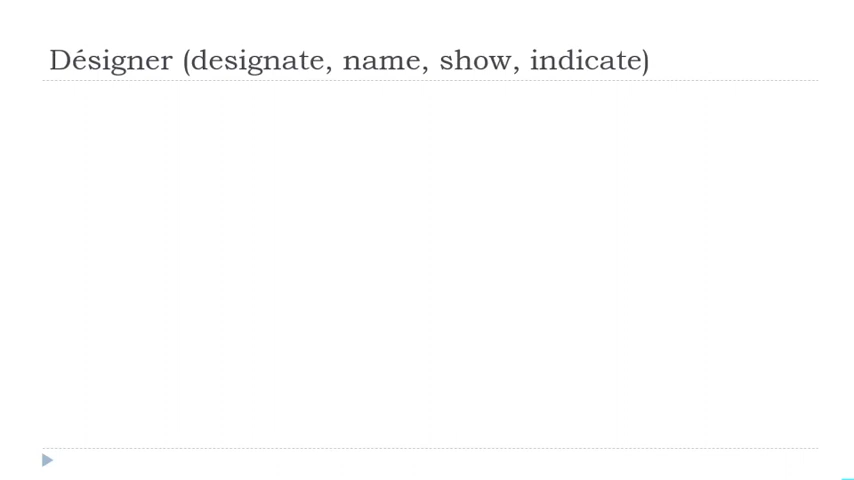 Désigner (designate, name, show, indicate)